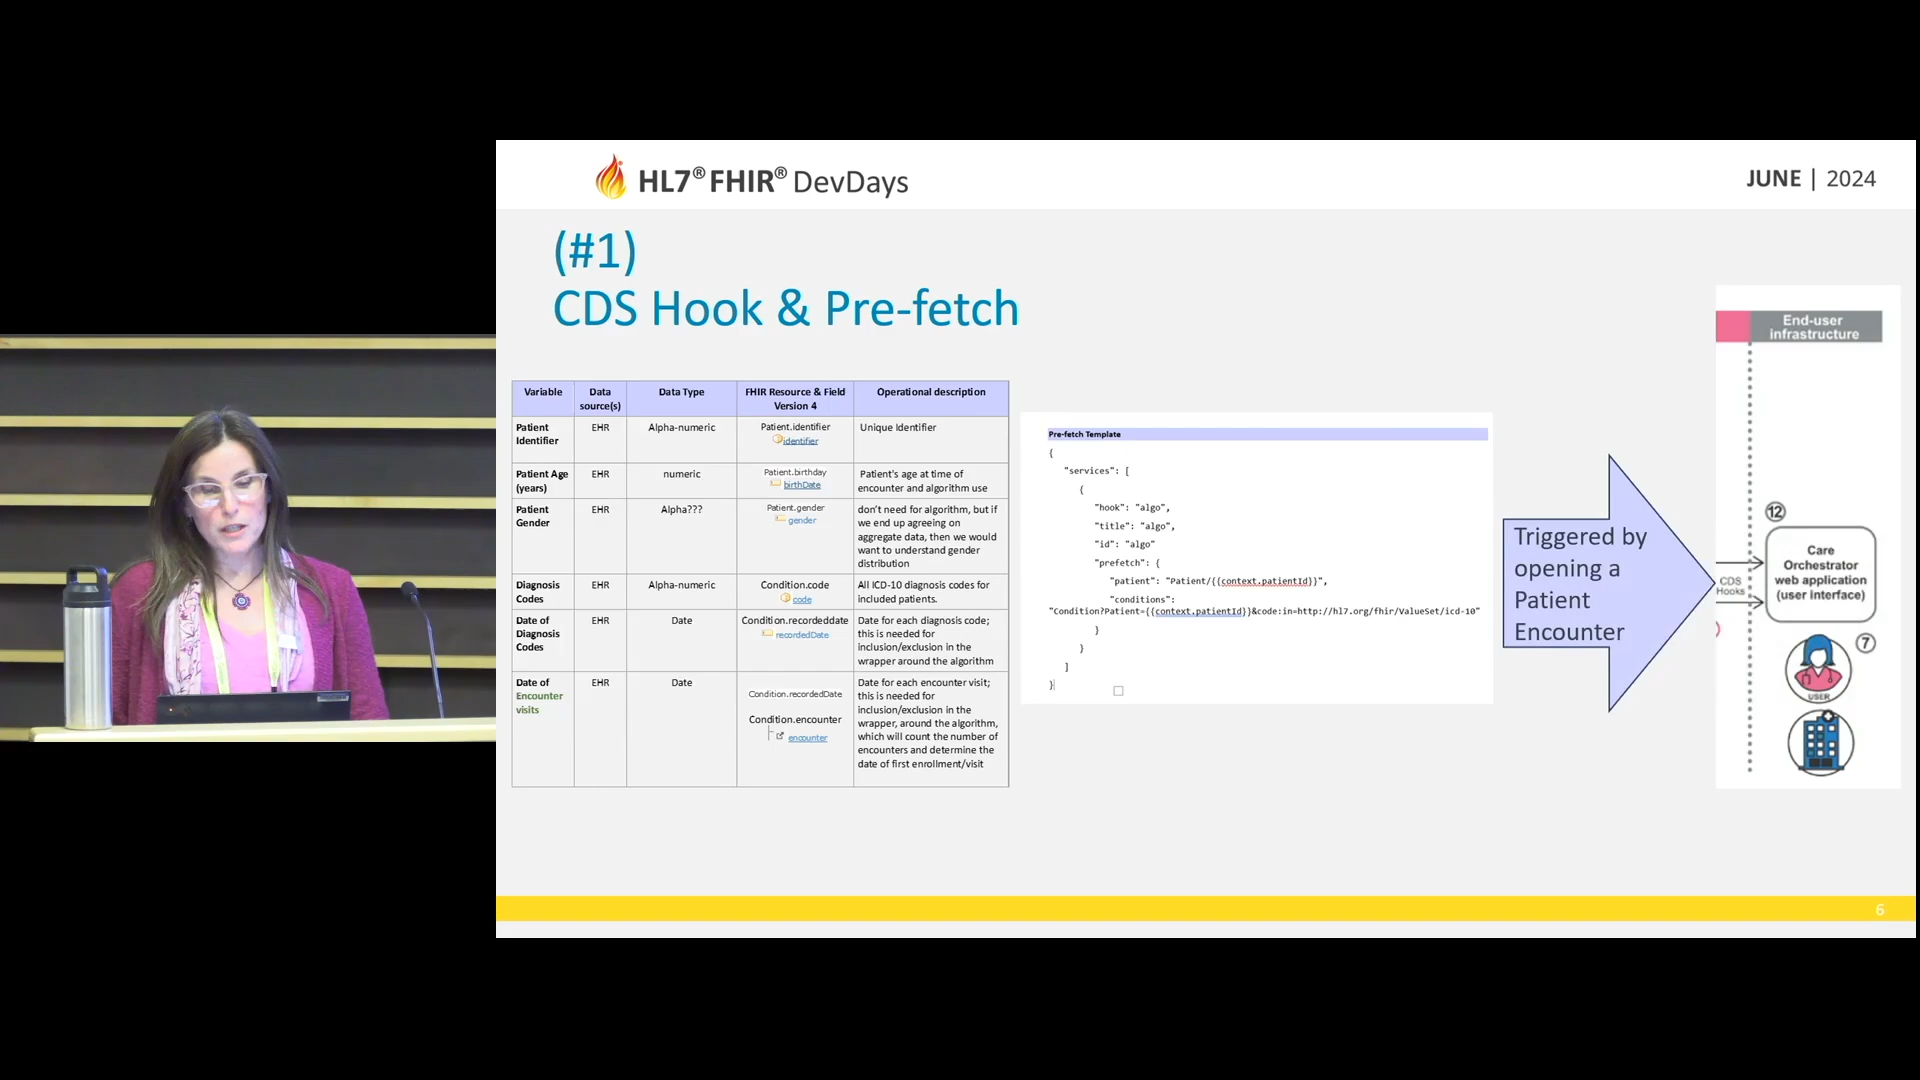 HL7® FHIR® DevDays
JUNE | 2024
(#1)
CDS Hook & Pre-fetch
Variable
Data
source(s)
Data Type
FHIR Resource & Field
Version 4
Operational description
Patient
Identifier
EHR
Alpha-numeric
Patient.identifier
identifier
Unique Identifier
Patient Age
(years)
EHR
numeric
Patient.birthday
birthDate
Patient's age at time of
encounter and algorithm use
Patient
Gender
EHR
Alpha???
Patient.gender
gender
don't need for algorithm, but if
we end up agreeing on
aggregate data, then we would
want to understand gender
distribution
Diagnosis
Codes
EHR
Alpha-numeric
Condition.code
code
All ICD-10 diagnosis codes for
included patients.
Date of
Diagnosis
Codes
EHR
Date
Condition.recordeddate
recordedDate
Date for each diagnosis code;
this is needed for
inclusion/exclusion in the
wrapper around the algorithm
Date of
Encounter
visits
EHR
Date
Condition.recordedDate
Condition.encounter
encounter
Date for each encounter visit;
this is needed for
inclusion/exclusion in the
wrapper, around the algorithm,
which will count the number of
encounters and determine the
date of first enrollment/visit
Pre-fetch Template
{
"services": [
{
"hook": "algo",
"title": "algo",
"id": "algo"
"prefetch": {
"patient": "Patient/{{context.patientId}}",
"conditions":
"Condition?Patient={{context.patientId}}&code:in=http://hl7.org/fhir/ValueSet/icd-10"
}
}
]
}
Triggered by
opening a
Patient
Encounter
End-user
infrastructure
12
Care
Orchestrator
web application
(user interface)
CDS
Hooks
7
USER
6